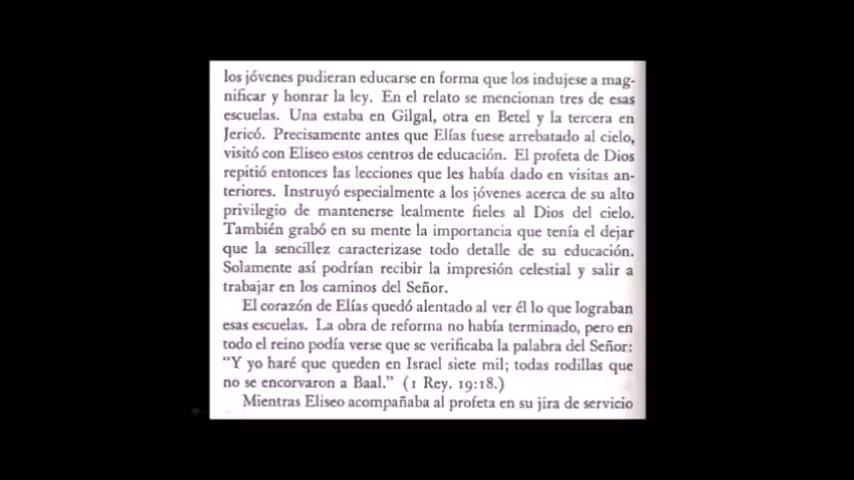 los jóvenes pudieran educarse en forma que los indujese a mag-
nificar y honrar la ley. En el relato se mencionan tres de esas
escuelas. Una estaba en Gilgal, otra en Betel y la tercera en
Jericó. Precisamente antes que Elías fuese arrebatado al cielo,
visitó con Eliseo estos centros de educación. El profeta de Dios
repitió entonces las lecciones que les había dado en visitas an-
teriores. Instruyó especialmente a los jóvenes acerca de su alto
privilegio de mantenerse lealmente fieles al Dios del cielo.
También grabó en su mente la importancia que tenía el dejar
que la sencillez caracterizase todo detalle de su educación.
Solamente así podrían recibir la impresión celestial y salir a
trabajar en los caminos del Señor.
El corazón de Elías quedó alentado al ver él lo que lograban
esas escuelas. La obra de reforma no había terminado, pero en
todo el reino podía verse que se verificaba la palabra del Señor:
“Y yo haré que queden en Israel siete mil; todas rodillas que
no se encorvaron a Baal.” (1 Rey. 19:18.)
Mientras Eliseo acompañaba al profeta en su jira de servicio